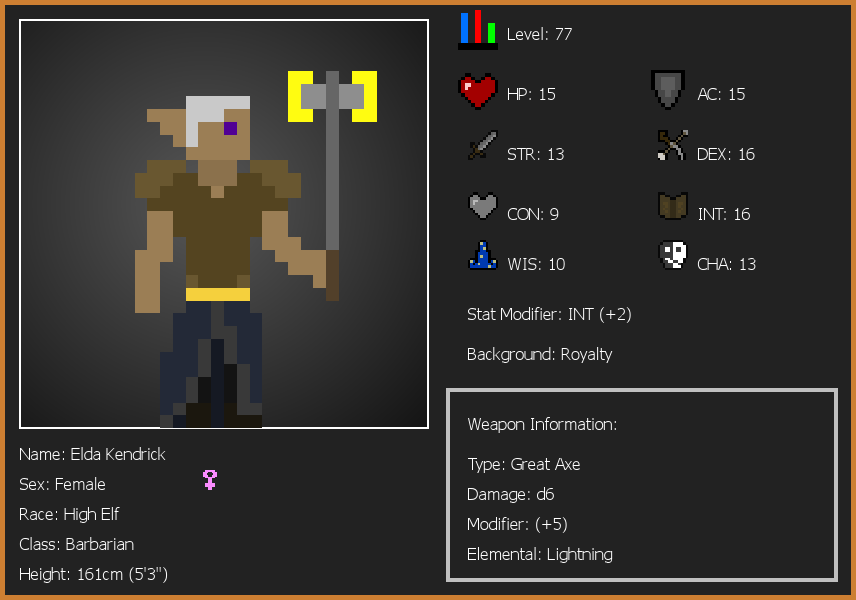 Level: 77
HP: 15
AC: 15
STR: 13
DEX: 16
CON: 9
INT: 16
WIS: 10
CHA: 13
Stat Modifier: INT (+2)
Background: Royalty
Weapon Information:
Type: Great Axe
Damage: d6
Modifier: (+5)
Elemental: Lightning
Name: Elda Kendrick
Sex: Female
Race: High Elf
Class: Barbarian
Height: 161cm (5'3")